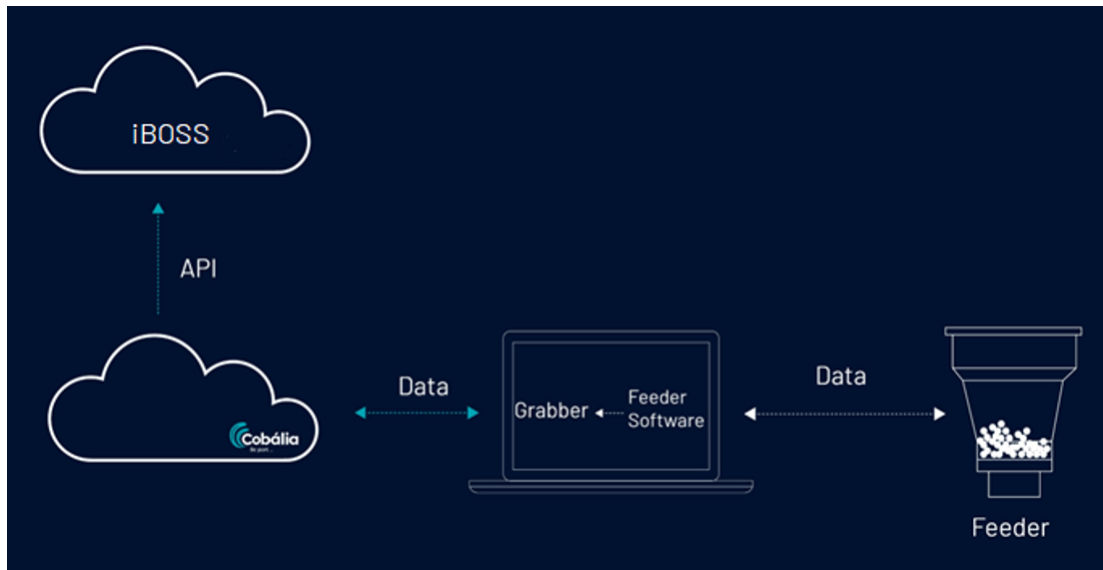 iBOSS
API
Cobália
Data
Grabber
Feeder
Software
Data
Feeder